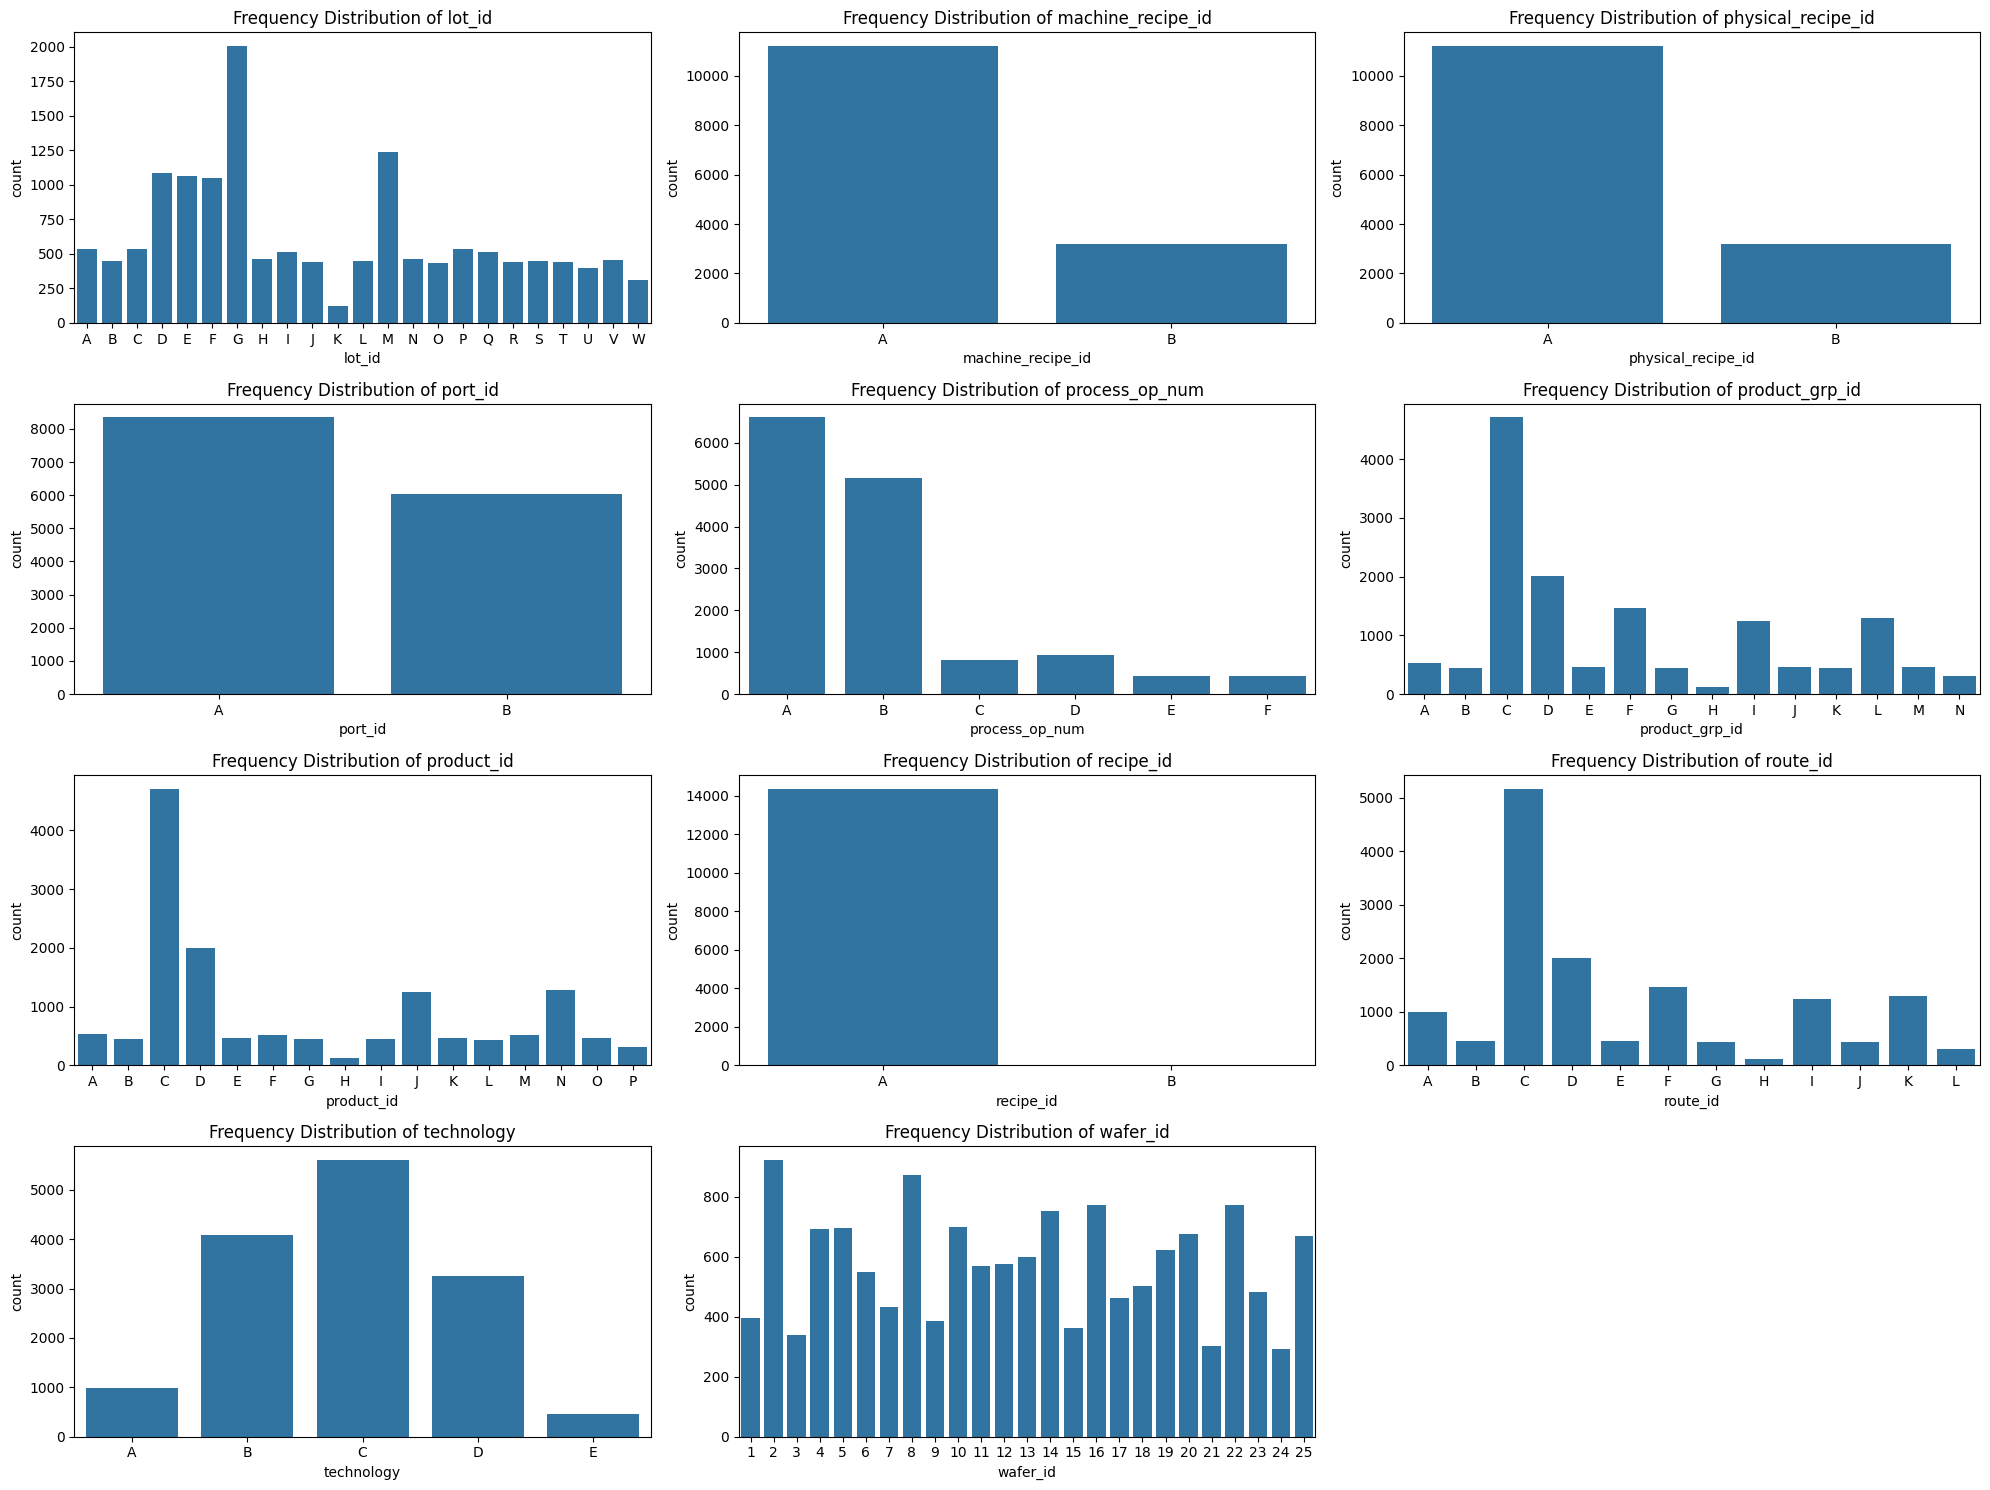 Frequency Distribution of lot_id
count
2000
1750
1500
1250
1000
750
500
250
0
A B C D E F G H I J K L M N O P Q R S T U V W
lot_id
Frequency Distribution of machine_recipe_id
count
10000
8000
6000
4000
2000
0
A B
machine_recipe_id
Frequency Distribution of physical_recipe_id
count
10000
8000
6000
4000
2000
0
A B
physical_recipe_id
Frequency Distribution of port_id
count
8000
7000
6000
5000
4000
3000
2000
1000
0
A B
port_id
Frequency Distribution of process_op_num
count
6000
5000
4000
3000
2000
1000
0
A B C D E F
process_op_num
Frequency Distribution of product_grp_id
count
4000
3000
2000
1000
0
A B C D E F G H I J K L M N
product_grp_id
Frequency Distribution of product_id
count
4000
3000
2000
1000
0
A B C D E F G H I J K L M N O P
product_id
Frequency Distribution of recipe_id
count
14000
12000
10000
8000
6000
4000
2000
0
A B
recipe_id
Frequency Distribution of route_id
count
5000
4000
3000
2000
1000
0
A B C D E F G H I J K L
route_id
Frequency Distribution of technology
count
5000
4000
3000
2000
1000
0
A B C D E
technology
Frequency Distribution of wafer_id
count
800
600
400
200
0
1 2 3 4 5 6 7 8 9 10 11 12 13 14 15 16 17 18 19 20 21 22 23 24 25
wafer_id